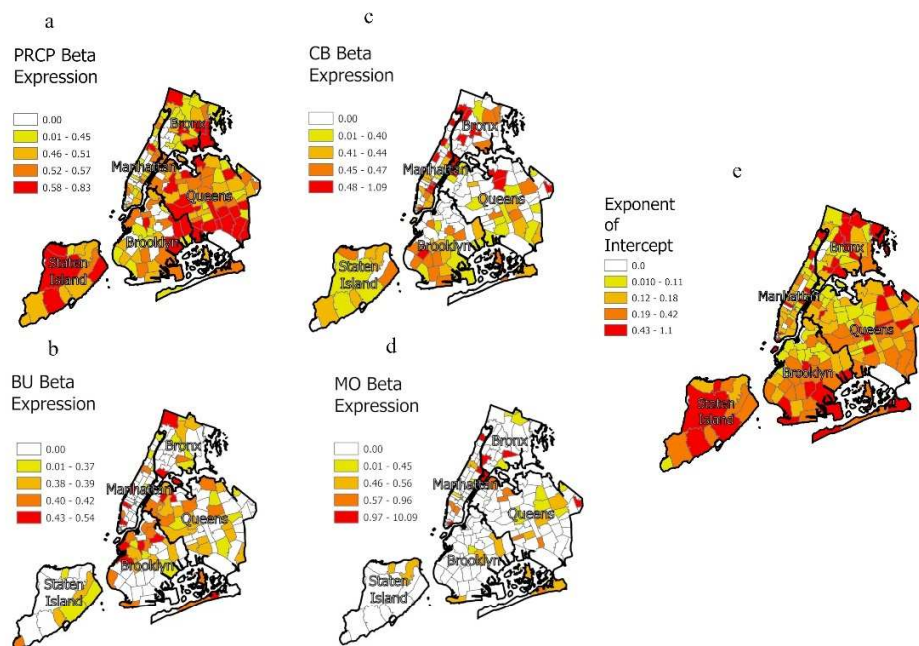 a
PRCP Beta
Expression
0.00
0.01 - 0.45
0.46 - 0.51
0.52 - 0.57
0.58 - 0.83
Bronx
Manhattan
Queens
Brooklyn
Staten
Island
c
CB Beta
Expression
0.00
0.01 - 0.40
0.41 - 0.44
0.45 - 0.47
0.48 - 1.09
Bronx
Manhattan
Queens
Brooklyn
Staten
Island
e
Exponent
of
Intercept
0.0
0.010 - 0.11
0.12 - 0.18
0.19 - 0.42
0.43 - 1.1
Bronx
Manhattan
Queens
Brooklyn
Staten
Island
b
BU Beta
Expression
0.00
0.01 - 0.37
0.38 - 0.39
0.40 - 0.42
0.43 - 0.54
Bronx
Manhattan
Queens
Brooklyn
Staten
Island
d
MO Beta
Expression
0.00
0.01 - 0.45
0.46 - 0.56
0.57 - 0.96
0.97 - 10.09
Bronx
Manhattan
Queens
Brooklyn
Staten
Island